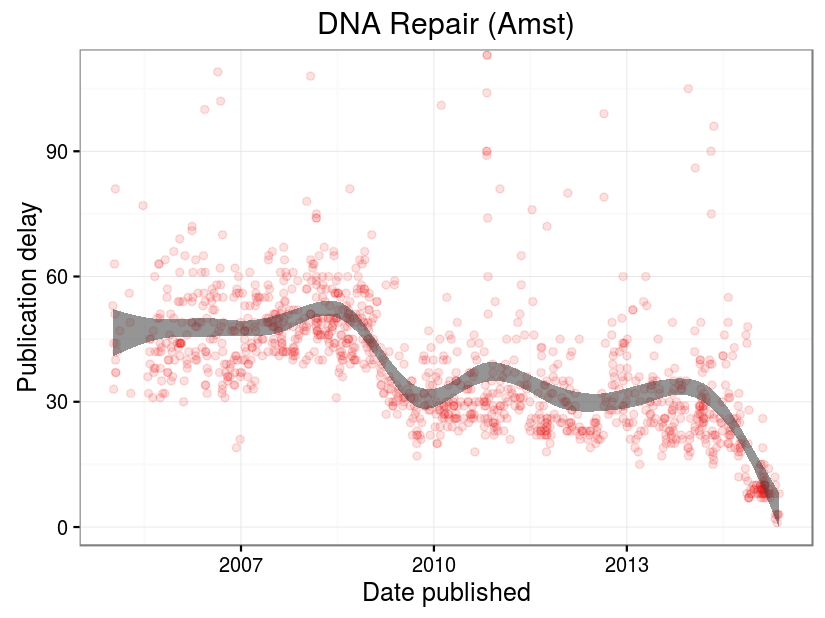 DNA Repair (Amst)
Publication delay
90
60
30
0
2007
2010
2013
Date published